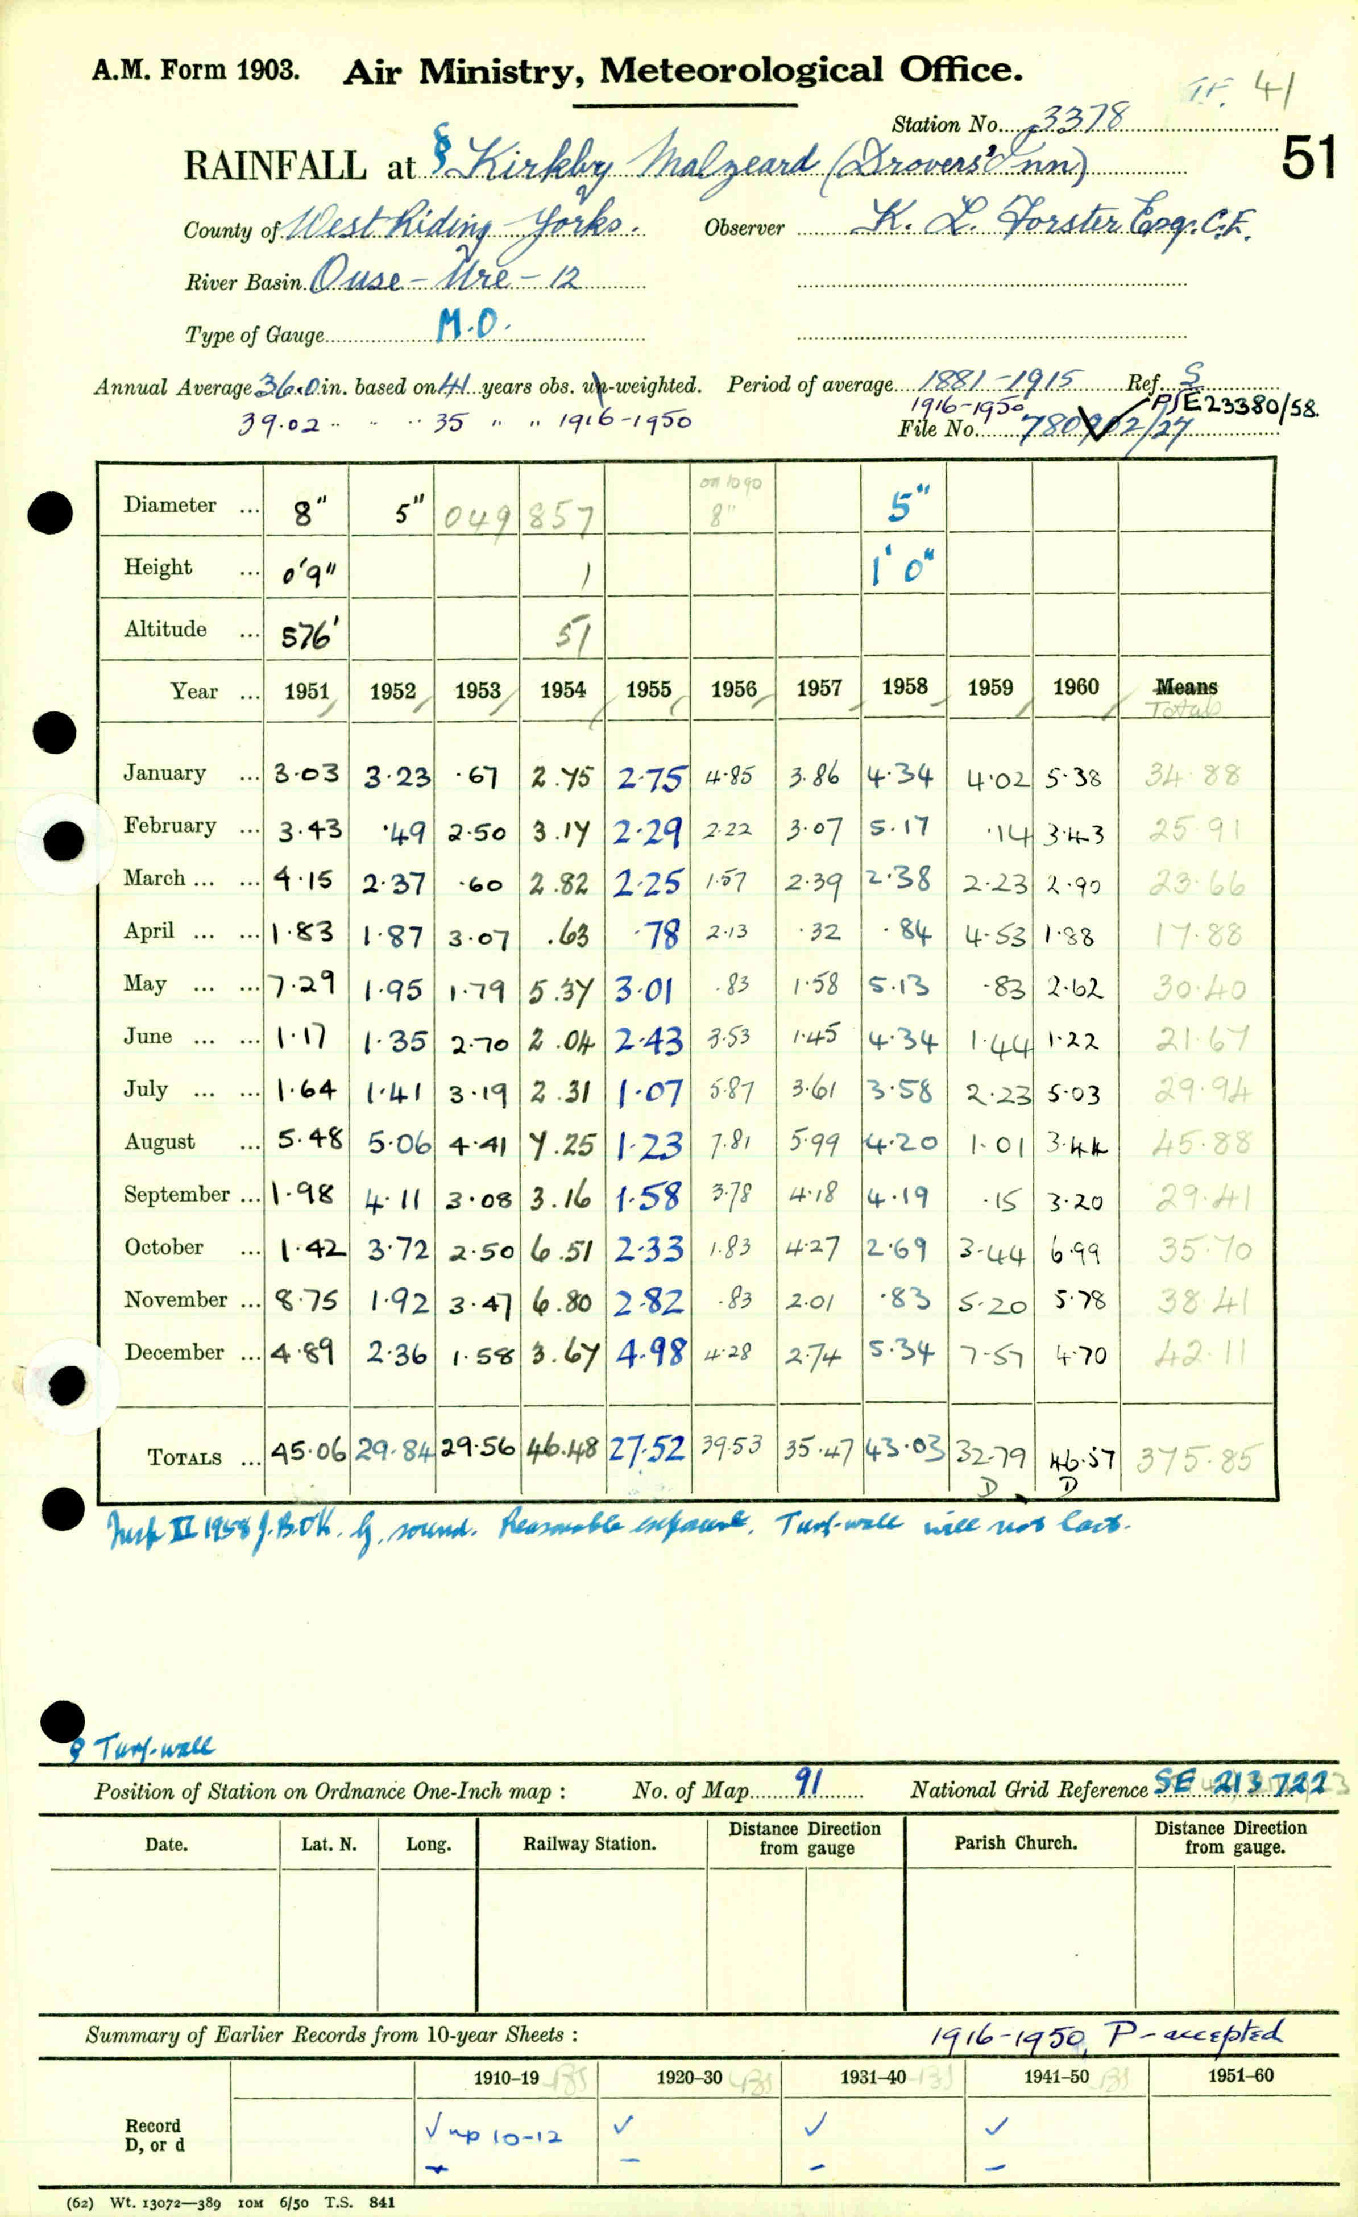 A.M. Form 1903. Air Ministry, Meteorological Office.
41
Station No. 3378
51
RAINFALL at § Kirkby Malzeard (Drovers' Inn)
County of West Riding - Yorks. Observer K. L. Forster Esq. C.E.
River Basin Ouse - Ure - 12
Type of Gauge M.O.
Annual Average 36.0 in. based on 41 years obs. un-weighted. Period of average 1881-1915 Ref. S
1916-1950 PSE23380/58
39.02 " " " 35 " " 1916-1950 File No. 780902/27
on 10 90
Diameter ... 8" 5" 049 857 8" 5"
Height ... 0'9" 1 1' 0"
Altitude ... 576' 51
Year ... 1951 1952 1953 1954 1955 1956 1957 1958 1959 1960 Means
Totals
January ... 3.03 3.23 .67 2.75 2.75 4.85 3.86 4.34 4.02 5.38 34.88
February ... 3.43 .49 2.50 3.17 2.29 2.22 3.07 5.17 .14 3.43 25.91
March ... ... 4.15 2.37 .60 2.82 2.25 1.57 2.39 2.38 2.23 2.90 23.66
April ... ... 1.83 1.87 3.07 .63 .78 2.13 .32 .84 4.53 1.88 17.88
May ... ... 7.29 1.95 1.79 5.37 3.01 .83 1.58 5.13 .83 2.62 30.40
June ... ... 1.17 1.35 2.70 2.04 2.43 3.53 1.45 4.34 1.44 1.22 21.67
July ... ... 1.64 1.41 3.19 2.31 1.07 5.87 3.61 3.58 2.23 5.03 29.94
August ... 5.48 5.06 4.41 7.25 1.23 7.81 5.99 4.20 1.01 3.44 45.88
September ... 1.98 4.11 3.08 3.16 1.58 3.78 4.18 4.19 .15 3.20 29.41
October ... 1.42 3.72 2.50 6.51 2.33 1.83 4.27 2.69 3.44 6.99 35.70
November ... 8.75 1.92 3.47 6.80 2.82 .83 2.01 .83 5.20 5.78 38.41
December ... 4.89 2.36 1.58 3.67 4.98 4.28 2.74 5.34 7.57 4.70 42.11
TOTALS ... 45.06 29.84 29.56 46.48 27.52 39.53 35.47 43.03 32.79 46.57 375.85
D D
Insp II 1958 J.B.O'K. G. sound. Reasonable exposure. Turf-wall will not last.
§ Turf-wall
Position of Station on Ordnance One-Inch map : No. of Map 91 National Grid Reference SE 213 722
Date. Lat. N. Long. Railway Station. Distance Direction from gauge Parish Church. Distance Direction from gauge.
Summary of Earlier Records from 10-year Sheets : 1916-1950, P-accepted
1910-19 1920-30 1931-40 1941-50 1951-60
Record ✓ up 10-12 ✓ ✓ ✓
D, or d - - - -
(62) Wt. 13072—389 10M 6/50 T.S. 841